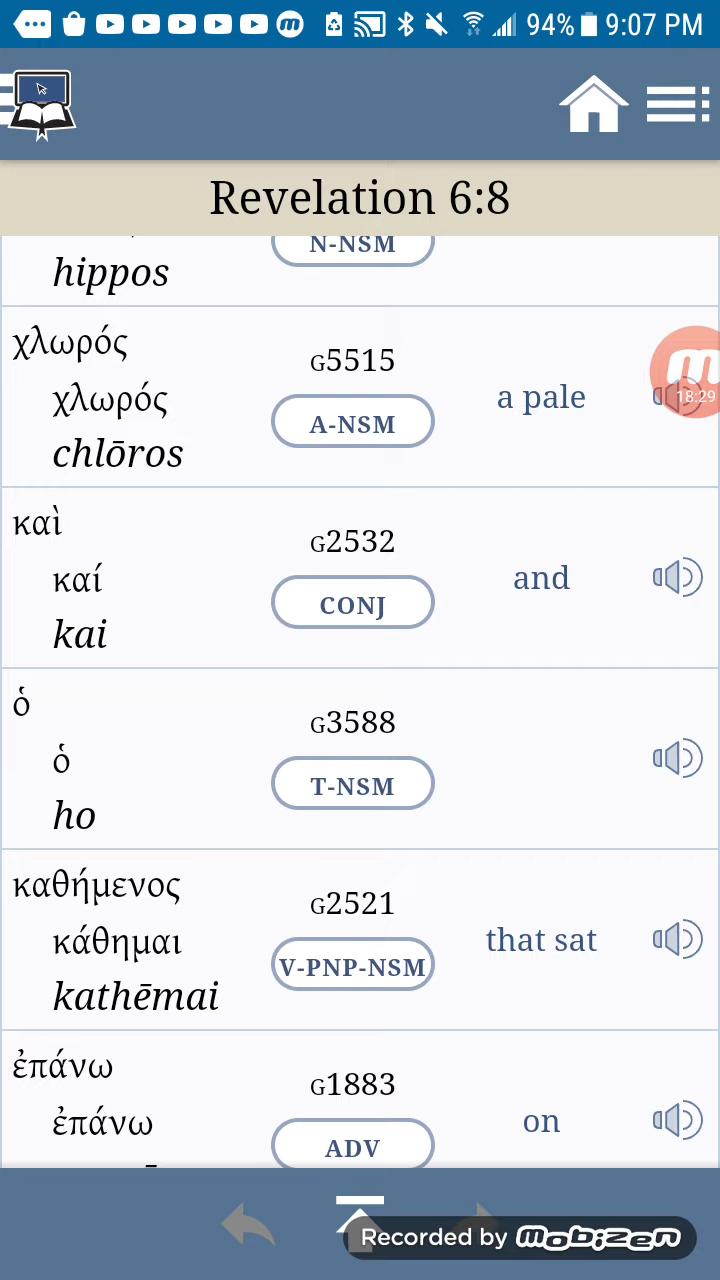 94% 9:07 PM
Revelation 6:8
N-NSM
hippos
χλωρός
χλωρός
chlōros
G5515
A-NSM
a pale
18:29
καὶ
καί
kai
G2532
CONJ
and
ὁ
ὁ
ho
G3588
T-NSM
καθήμενος
κάθημαι
kathēmai
G2521
V-PNP-NSM
that sat
ἐπάνω
ἐπάνω
G1883
ADV
on
Recorded by mobizen